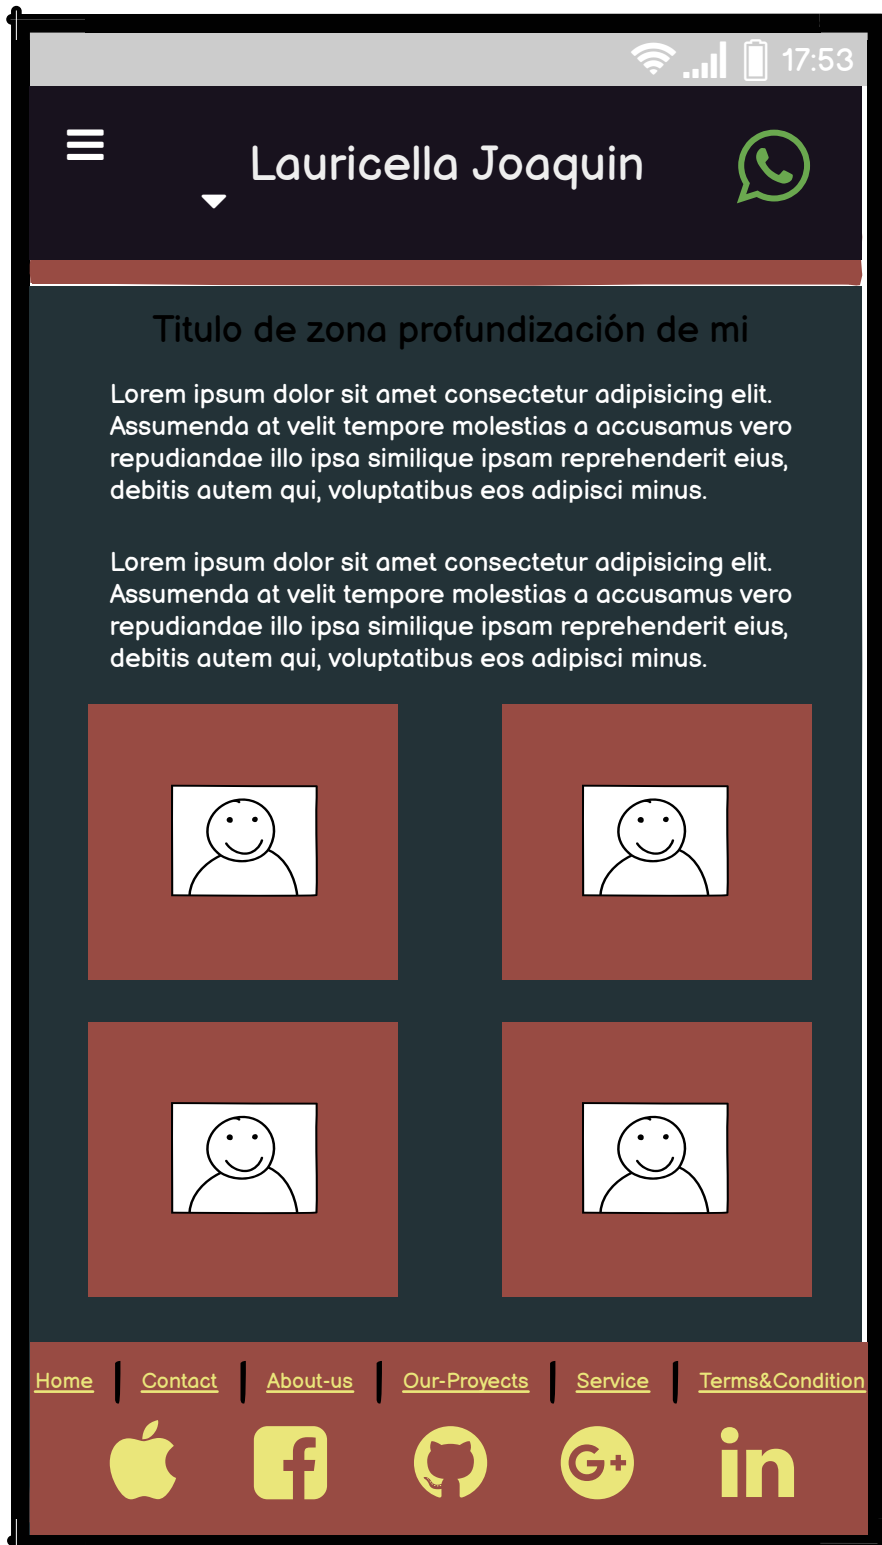 17:53
Lauricella Joaquin
Titulo de zona profundización de mi
Lorem ipsum dolor sit amet consectetur adipisicing elit.
Assumenda at velit tempore molestias a accusamus vero
repudiandae illo ipsa similique ipsam reprehenderit eius,
debitis autem qui, voluptatibus eos adipisci minus.
Lorem ipsum dolor sit amet consectetur adipisicing elit.
Assumenda at velit tempore molestias a accusamus vero
repudiandae illo ipsa similique ipsam reprehenderit eius,
debitis autem qui, voluptatibus eos adipisci minus.
Home | Contact | About-us | Our-Proyects | Service | Terms&Condition